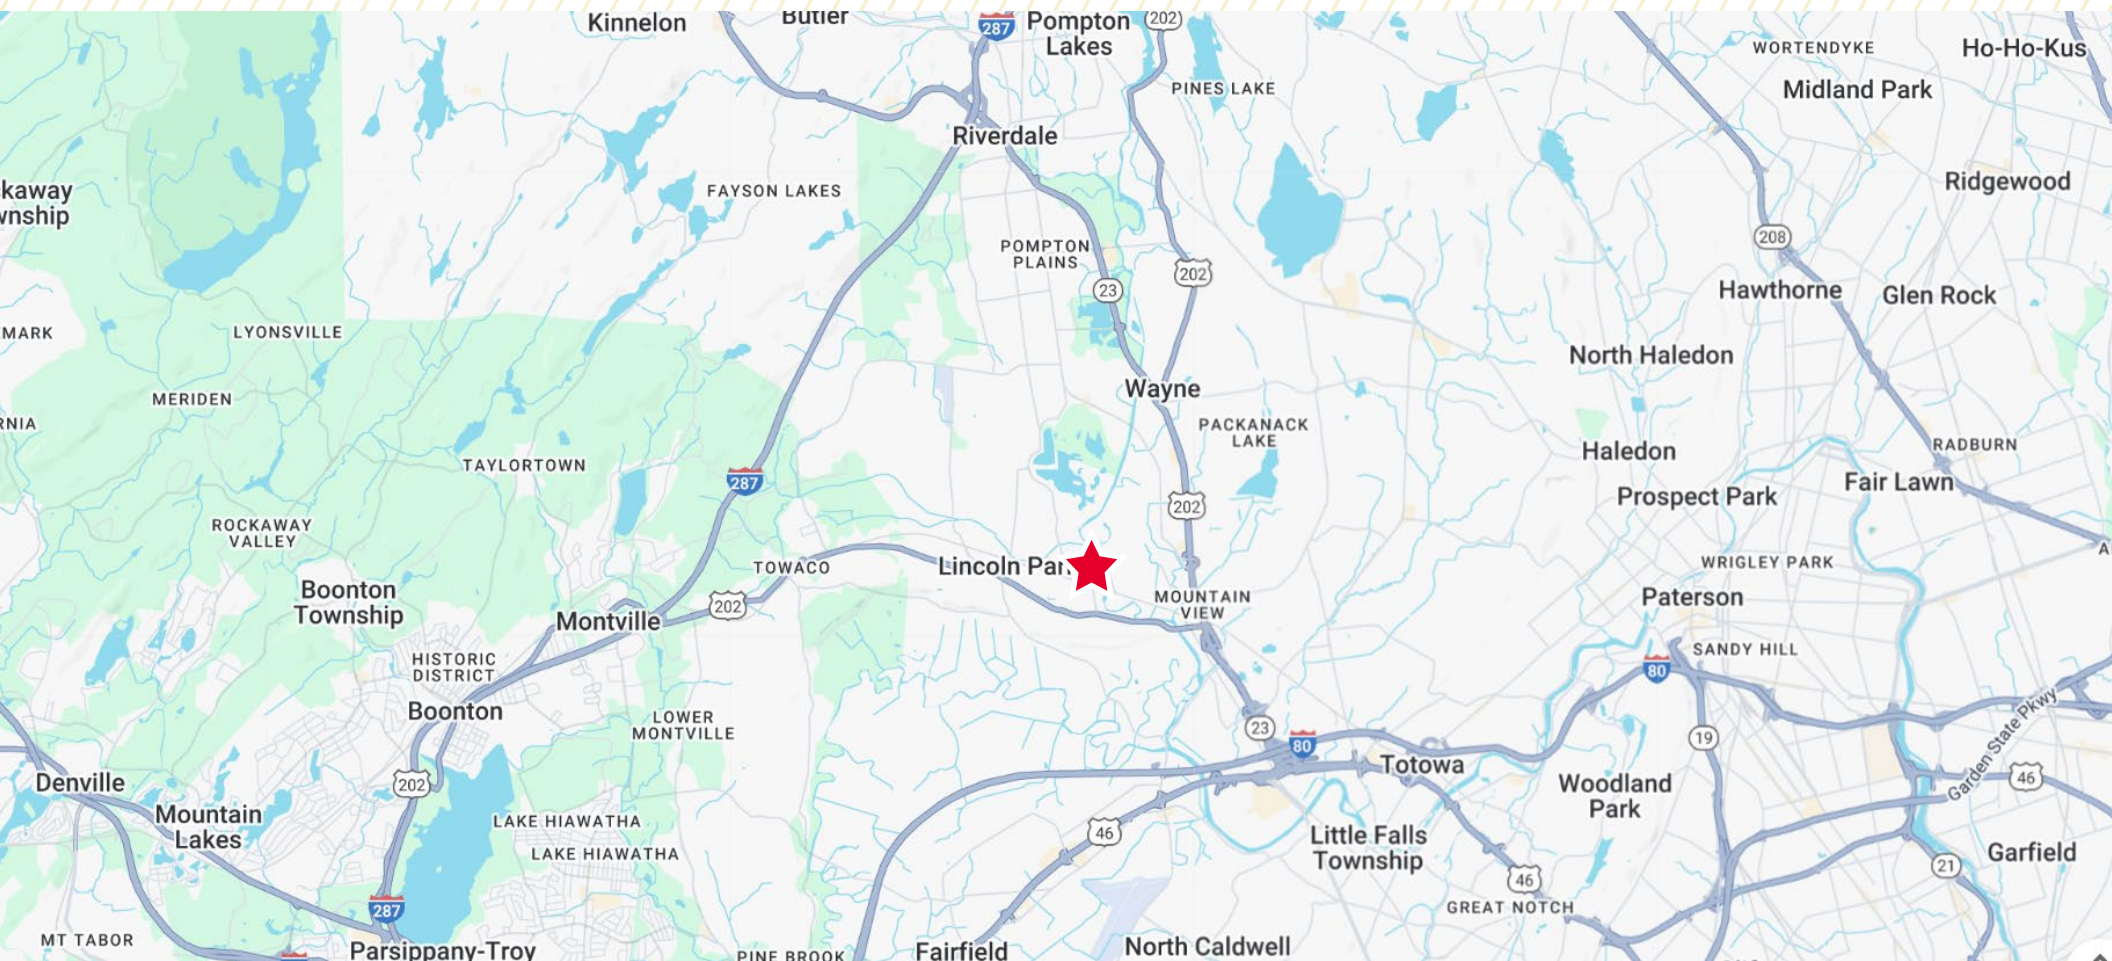 Kinnelon
Butler
287
Pompton
Lakes
202
WORTENDYKE
Ho-Ho-Kus
PINES LAKE
Midland Park
Riverdale
FAYSON LAKES
Ridgewood
POMPTON
PLAINS
208
202
23
Hawthorne
Glen Rock
LYONSVILLE
MERIDEN
North Haledon
Wayne
PACKANACK
LAKE
RADBURN
Haledon
TAYLORTOWN
287
Fair Lawn
Prospect Park
202
ROCKAWAY
VALLEY
WRIGLEY PARK
TOWACO
Lincoln Par
Boonton
Township
202
MOUNTAIN
VIEW
Paterson
Montville
SANDY HILL
80
HISTORIC
DISTRICT
Boonton
LOWER
MONTVILLE
23
80
19
Garden State Pkwy
Totowa
46
Denville
202
Woodland
Park
Mountain
Lakes
LAKE HIAWATHA
46
Little Falls
Township
LAKE HIAWATHA
Garfield
21
46
287
GREAT NOTCH
MT TABOR
Parsippany-Troy
PINE BROOK
Fairfield
North Caldwell